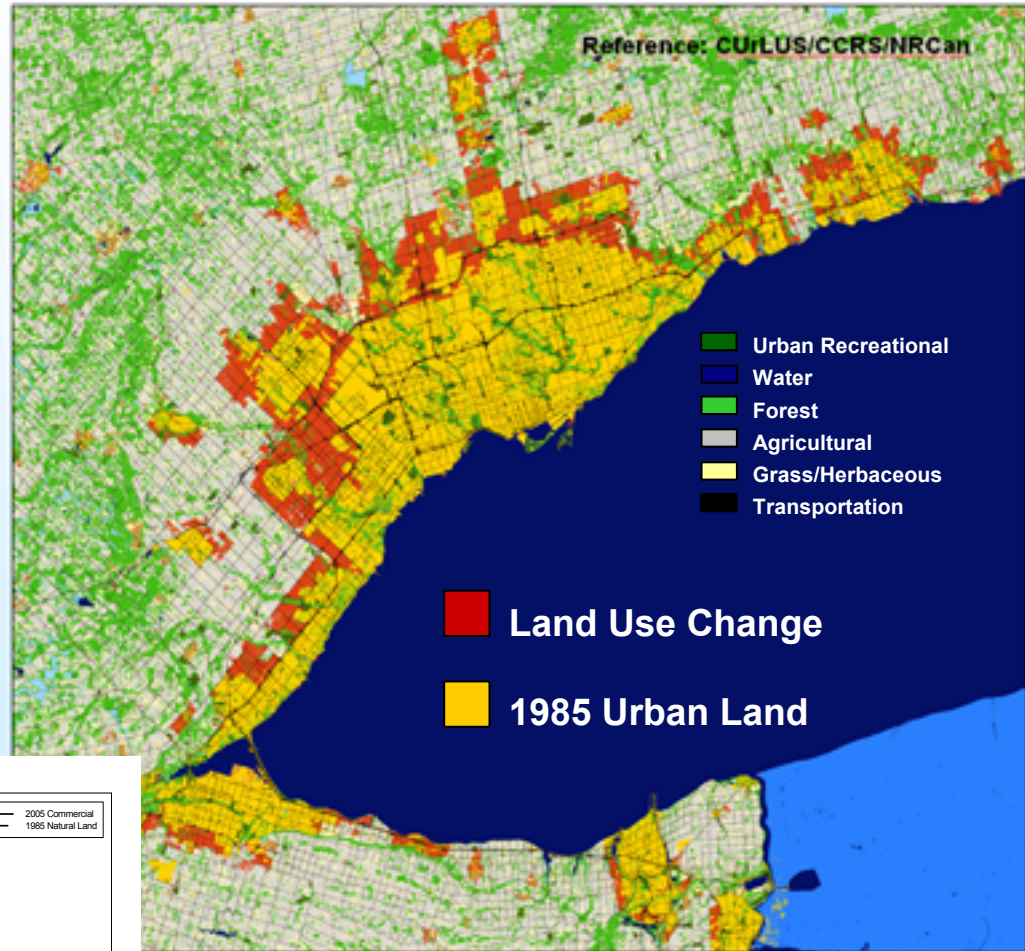 Reference: CUrLUS/CCRS/NRCan
Urban Recreational
Water
Forest
Agricultural
Grass/Herbaceous
Transportation
Land Use Change
1985 Urban Land
2005 Commercial
1985 Natural Land